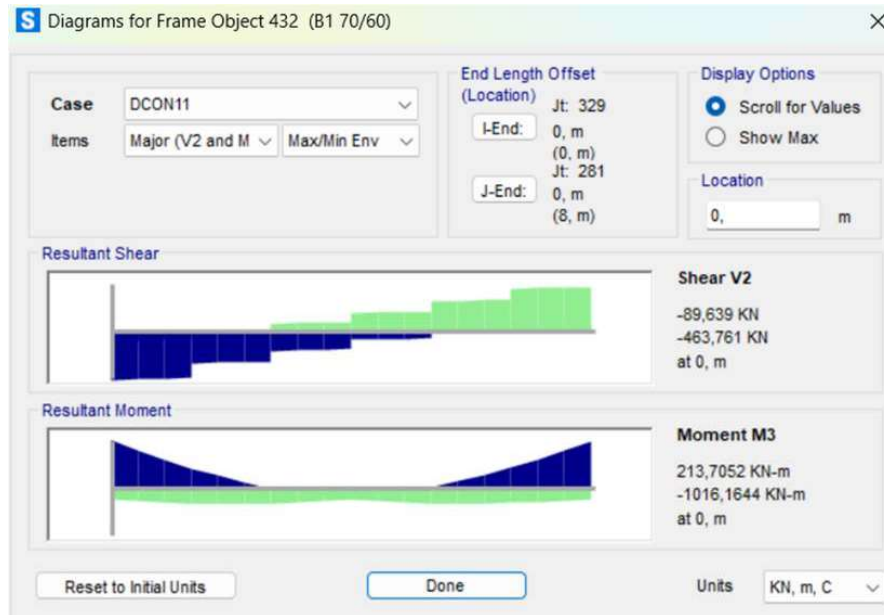 S Diagrams for Frame Object 432 (B1 70/60)
Case DCON11
Items Major (V2 and M Max/Min Env
End Length Offset
(Location)
Jt: 329
I-End: 0, m
(0, m)
Jt: 281
J-End: 0, m
(8, m)
Display Options
Scroll for Values
Show Max
Location
0, m
Resultant Shear
Shear V2
-89,639 KN
-463,761 KN
at 0, m
Resultant Moment
Moment M3
213,7052 KN-m
-1016,1644 KN-m
at 0, m
Reset to Initial Units Done Units KN, m, C